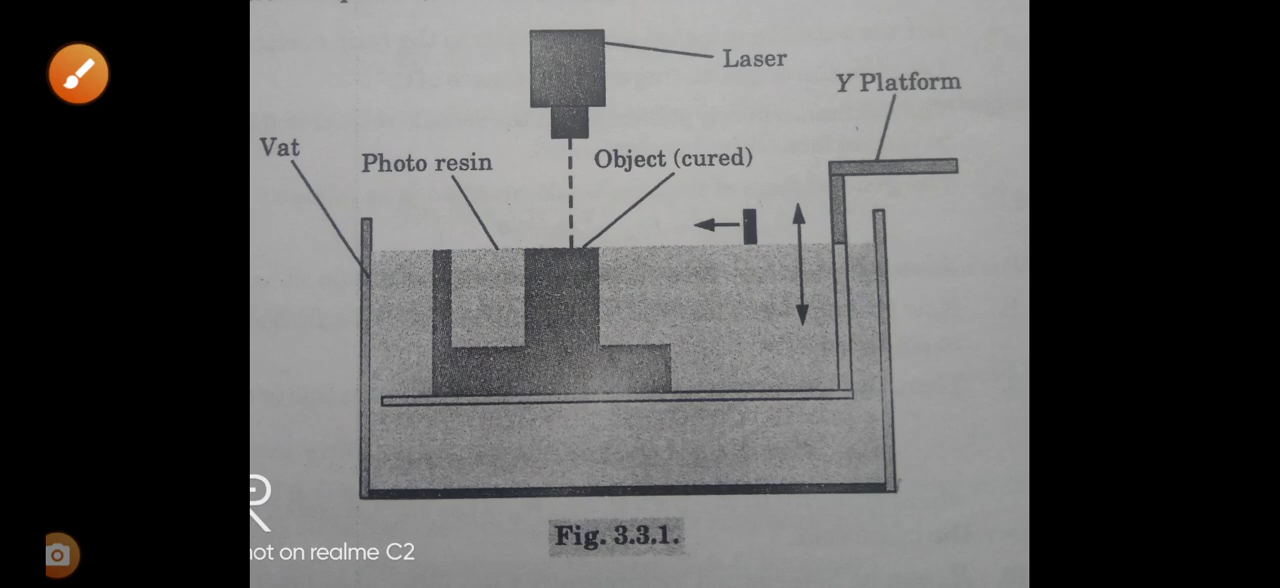 Laser
Y Platform
Vat
Photo resin
Object (cured)
Fig. 3.3.1.
R
hot on realme C2